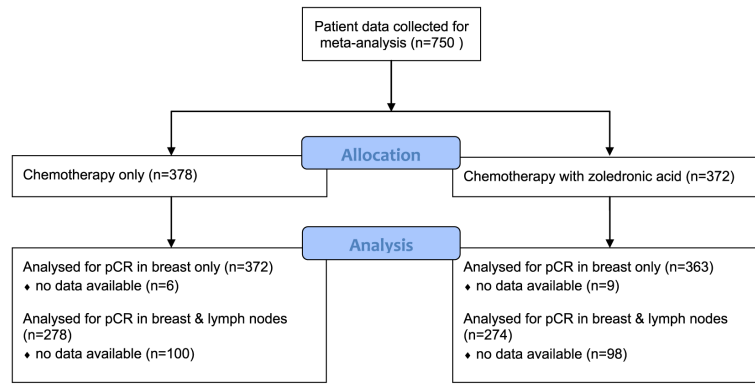 Patient data collected for
meta-analysis (n=750 )
Allocation
Chemotherapy only (n=378)
Chemotherapy with zoledronic acid (n=372)
Analysis
Analysed for pCR in breast only (n=372)
⬧ no data available (n=6)
Analysed for pCR in breast & lymph nodes
(n=278)
⬧ no data available (n=100)
Analysed for pCR in breast only (n=363)
⬧ no data available (n=9)
Analysed for pCR in breast & lymph nodes
(n=274)
⬧ no data available (n=98)